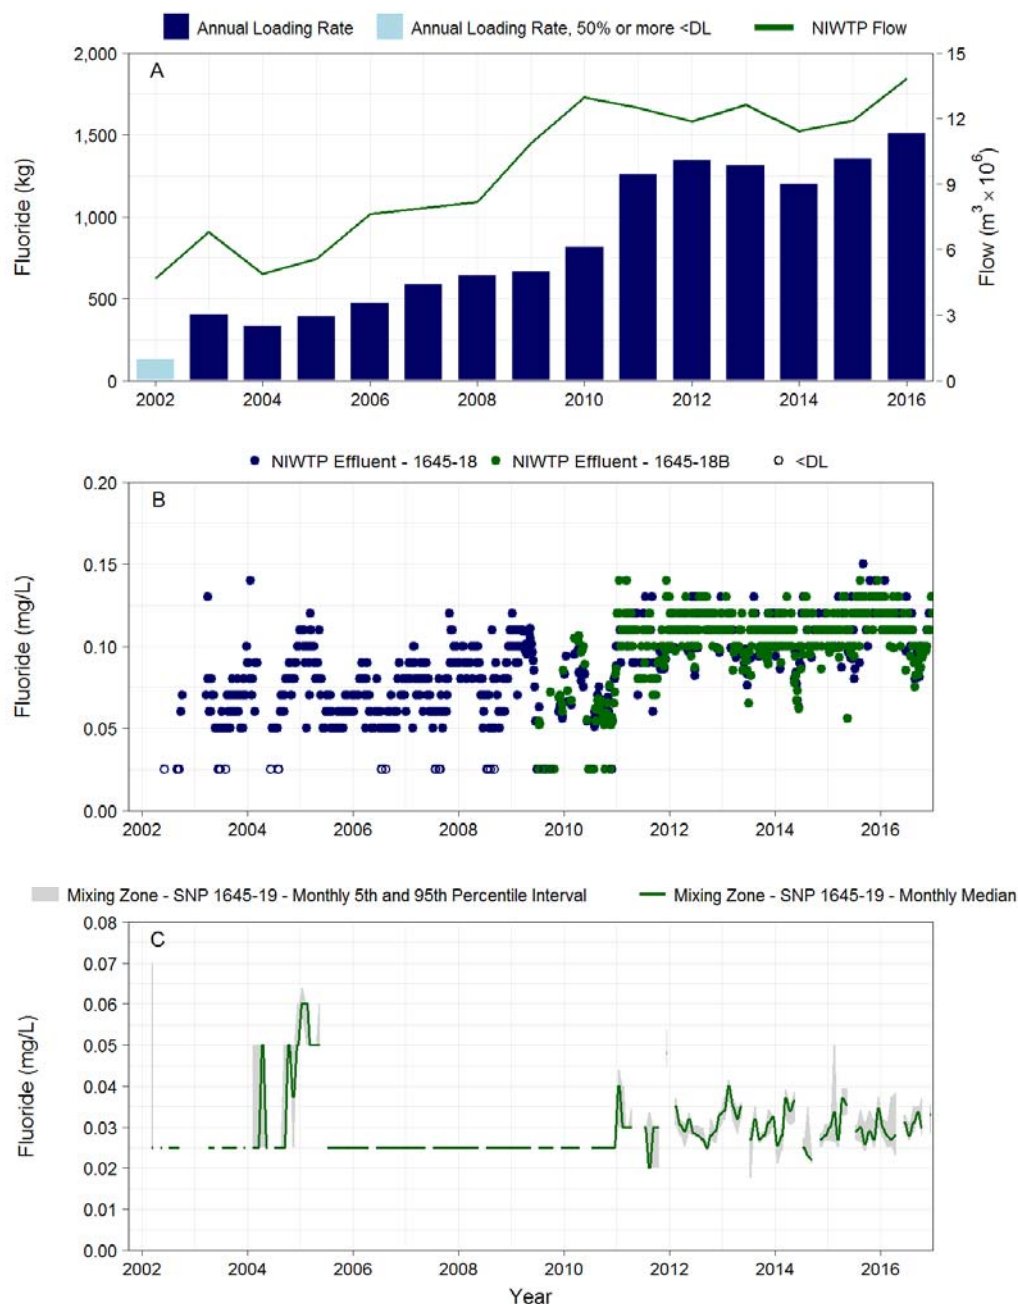 Annual Loading Rate Annual Loading Rate, 50% or more <DL NIWTP Flow
A
2,000
1,500
1,000
500
0
Fluoride (kg)
15
12
9
6
3
0
Flow (m³ × 10⁶)
2002 2004 2006 2008 2010 2012 2014 2016
NIWTP Effluent - 1645-18 NIWTP Effluent - 1645-18B <DL
B
0.20
0.15
0.10
0.05
0.00
Fluoride (mg/L)
2002 2004 2006 2008 2010 2012 2014 2016
Mixing Zone - SNP 1645-19 - Monthly 5th and 95th Percentile Interval Mixing Zone - SNP 1645-19 - Monthly Median
C
0.08
0.07
0.06
0.05
0.04
0.03
0.02
0.01
0.00
Fluoride (mg/L)
2002 2004 2006 2008 2010 2012 2014 2016
Year